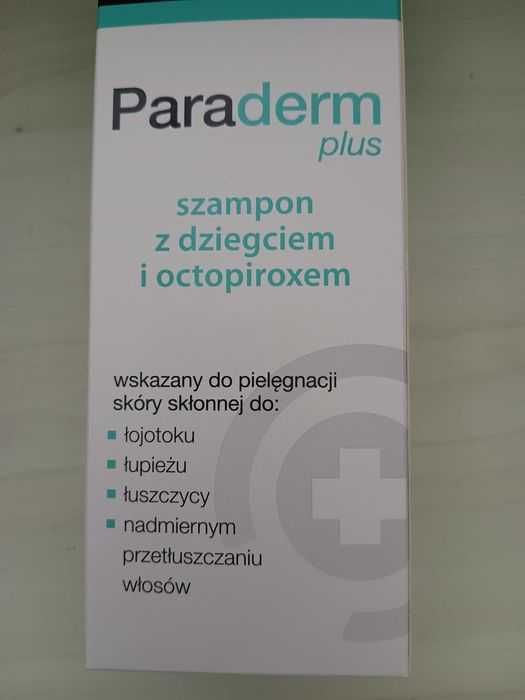 Paraderm
plus
szampon
z dziegciem
i octopiroxem
wskazany do pielęgnacji
skóry skłonnej do:
łojotoku
łupieżu
łuszczycy
nadmiernym
przetłuszczaniu
włosów